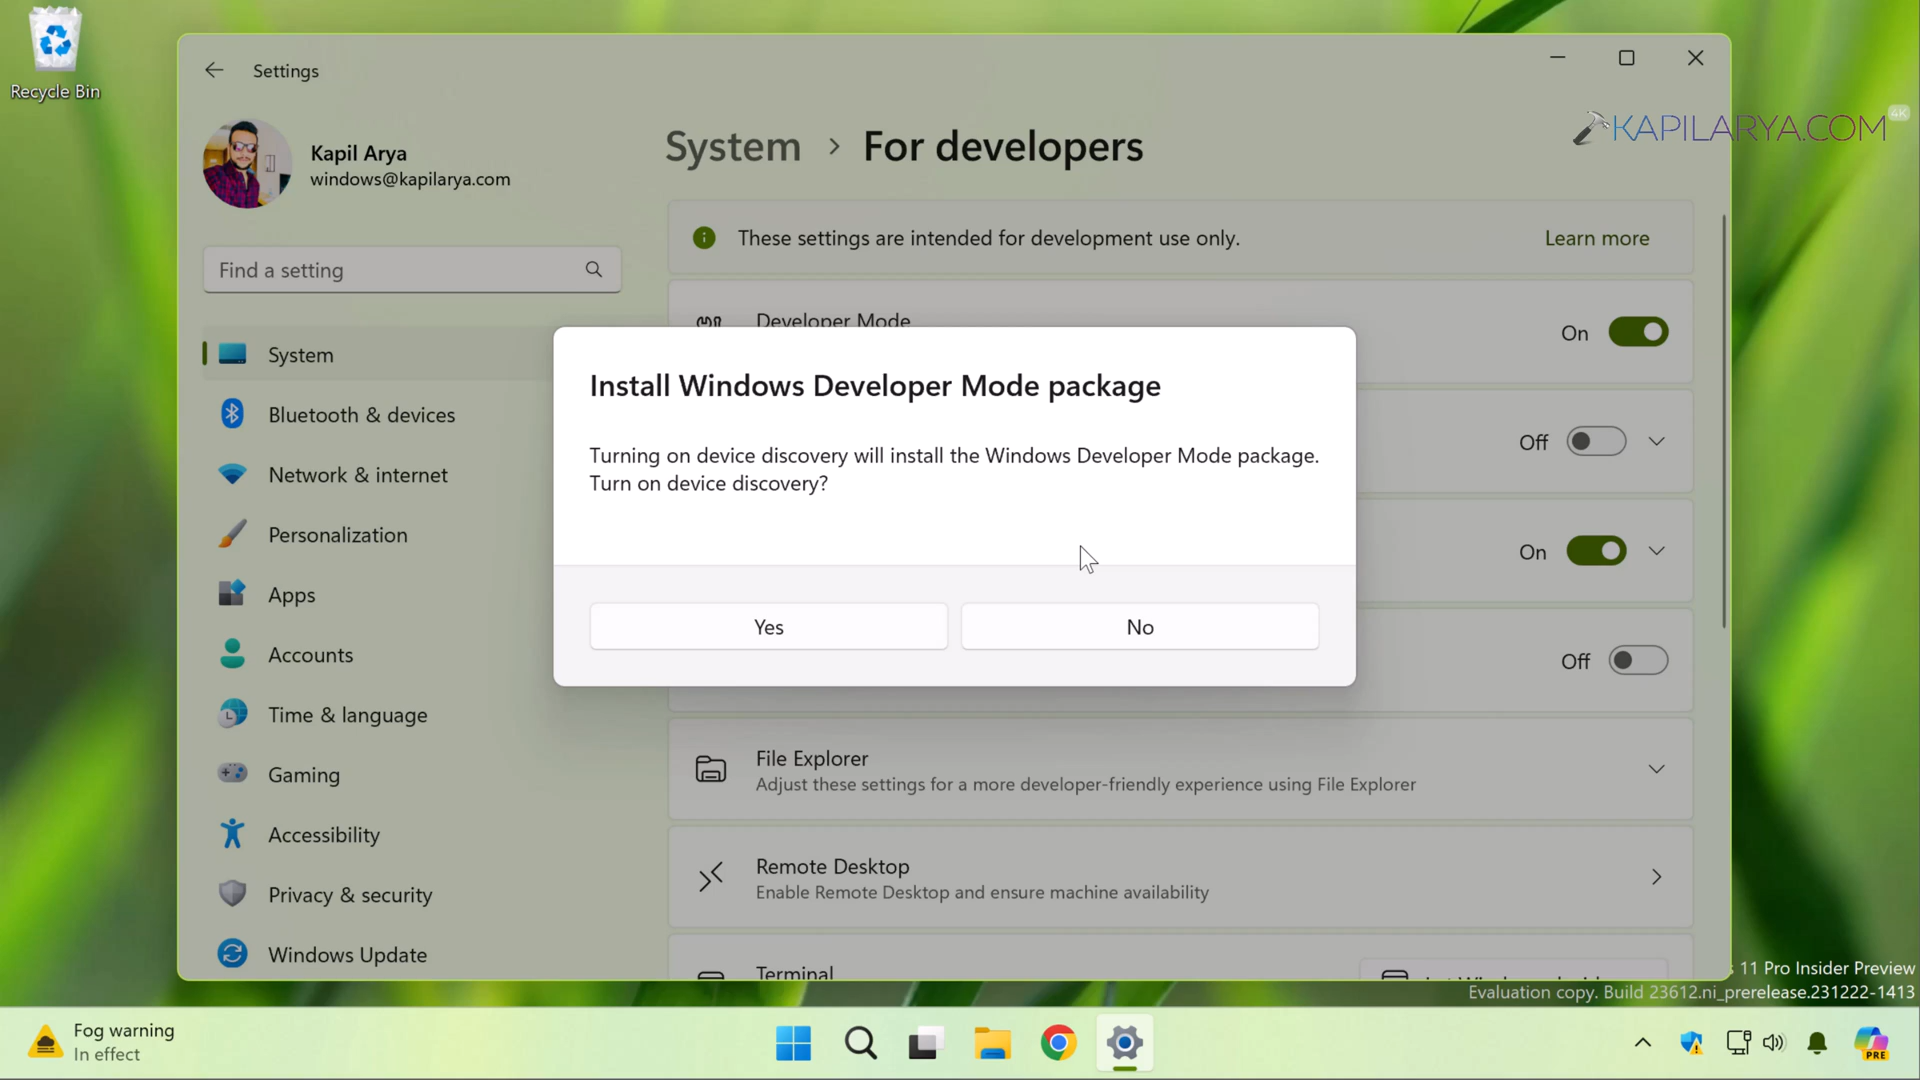 Recycle Bin
Settings
Kapil Arya
windows@kapilarya.com
Find a setting
System
Bluetooth & devices
Network & internet
Personalization
Apps
Accounts
Time & language
Gaming
Accessibility
Privacy & security
Windows Update
System > For developers
KAPILARYA.COM
4K
These settings are intended for development use only.
Learn more
Developer Mode
On
Off
On
Off
Install Windows Developer Mode package
Turning on device discovery will install the Windows Developer Mode package.
Turn on device discovery?
Yes
No
File Explorer
Adjust these settings for a more developer-friendly experience using File Explorer
Remote Desktop
Enable Remote Desktop and ensure machine availability
Terminal
11 Pro Insider Preview
Evaluation copy. Build 23612.ni_prerelease.231222-1413
Fog warning
In effect
PRE